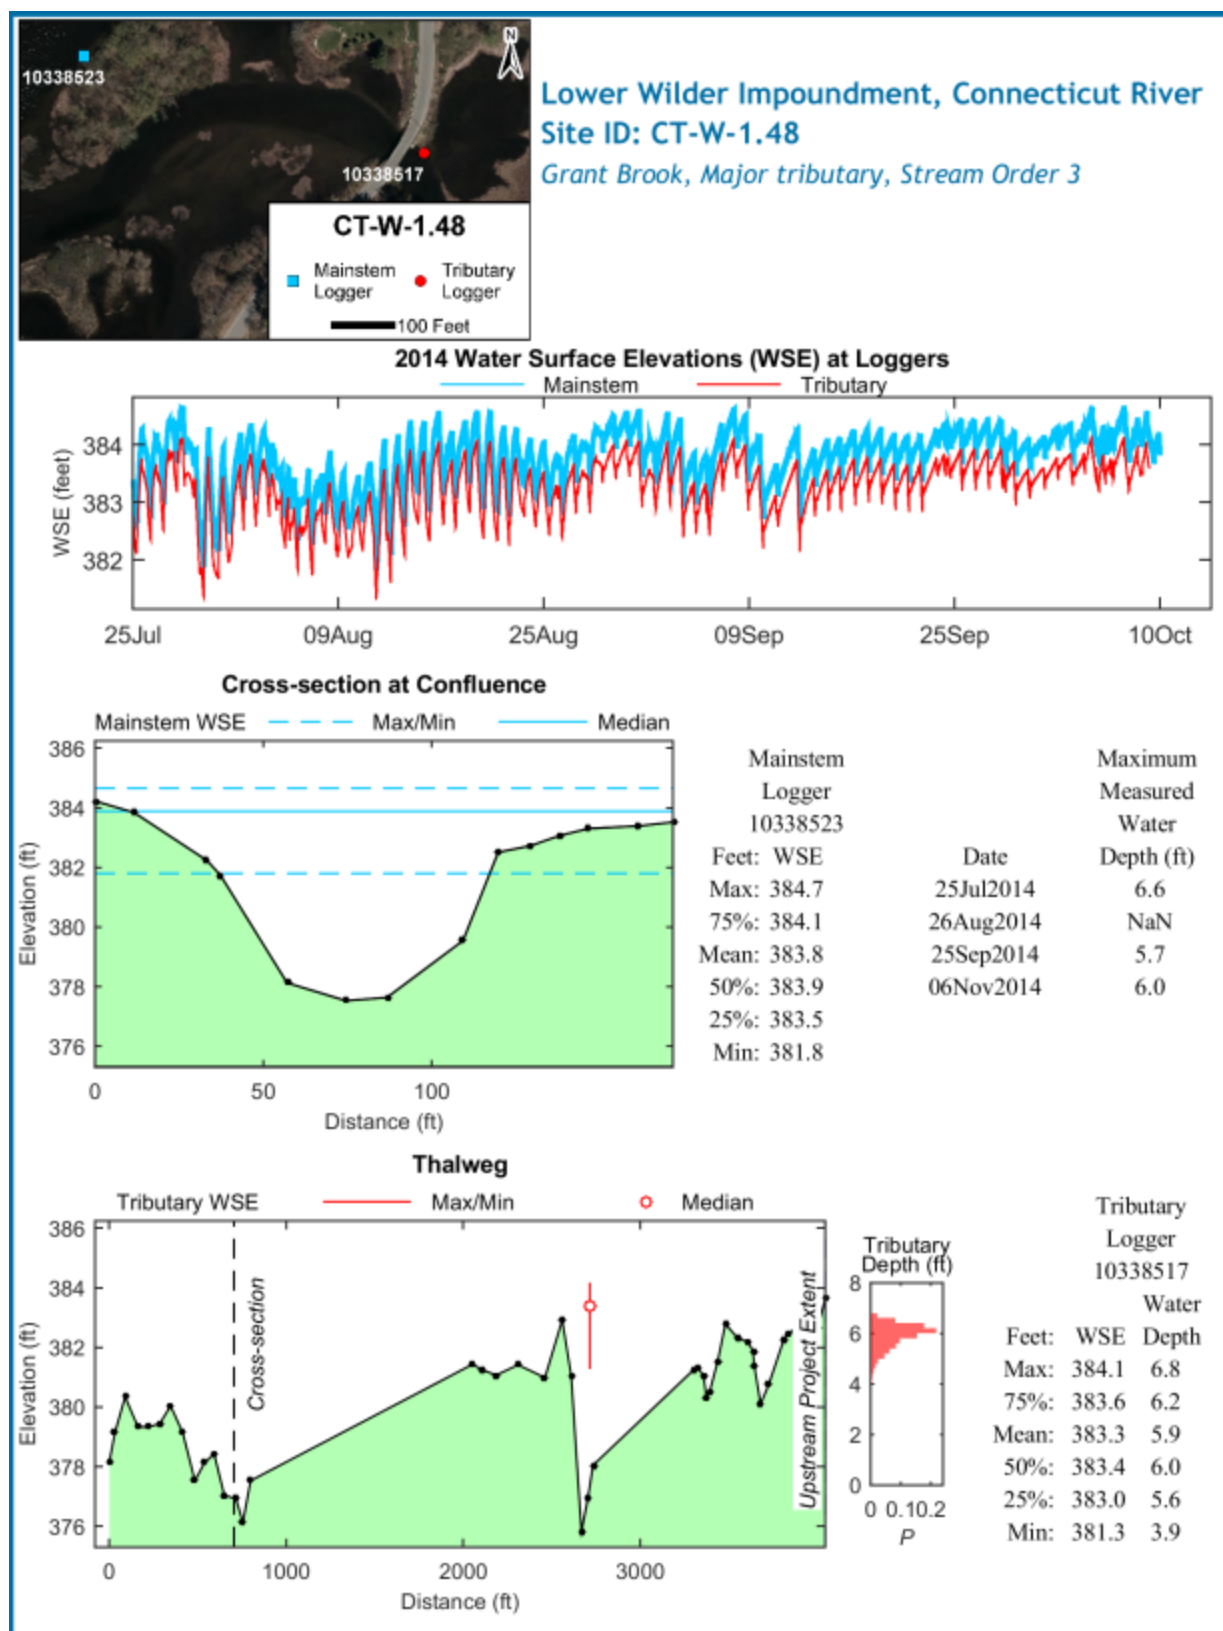 N
10338523
10338517
CT-W-1.48
Mainstem Logger
Tributary Logger
100 Feet
Lower Wilder Impoundment, Connecticut River
Site ID: CT-W-1.48
Grant Brook, Major tributary, Stream Order 3
2014 Water Surface Elevations (WSE) at Loggers
Mainstem Tributary
WSE (feet)
384
383
382
25Jul 09Aug 25Aug 09Sep 25Sep 10Oct
Cross-section at Confluence
Mainstem WSE Max/Min Median
Elevation (ft)
386
384
382
380
378
376
0 50 100
Distance (ft)
Mainstem
Logger
10338523
Feet: WSE
Max: 384.7
75%: 384.1
Mean: 383.8
50%: 383.9
25%: 383.5
Min: 381.8
Maximum
Measured
Water
Date Depth (ft)
25Jul2014 6.6
26Aug2014 NaN
25Sep2014 5.7
06Nov2014 6.0
Thalweg
Tributary WSE Max/Min Median
Elevation (ft)
386
384
382
380
378
376
Cross-section
Upstream Project Extent
0 1000 2000 3000
Distance (ft)
Tributary
Depth (ft)
8
6
4
2
0
0 0.1 0.2
P
Tributary
Logger
10338517
Water
Feet: WSE Depth
Max: 384.1 6.8
75%: 383.6 6.2
Mean: 383.3 5.9
50%: 383.4 6.0
25%: 383.0 5.6
Min: 381.3 3.9